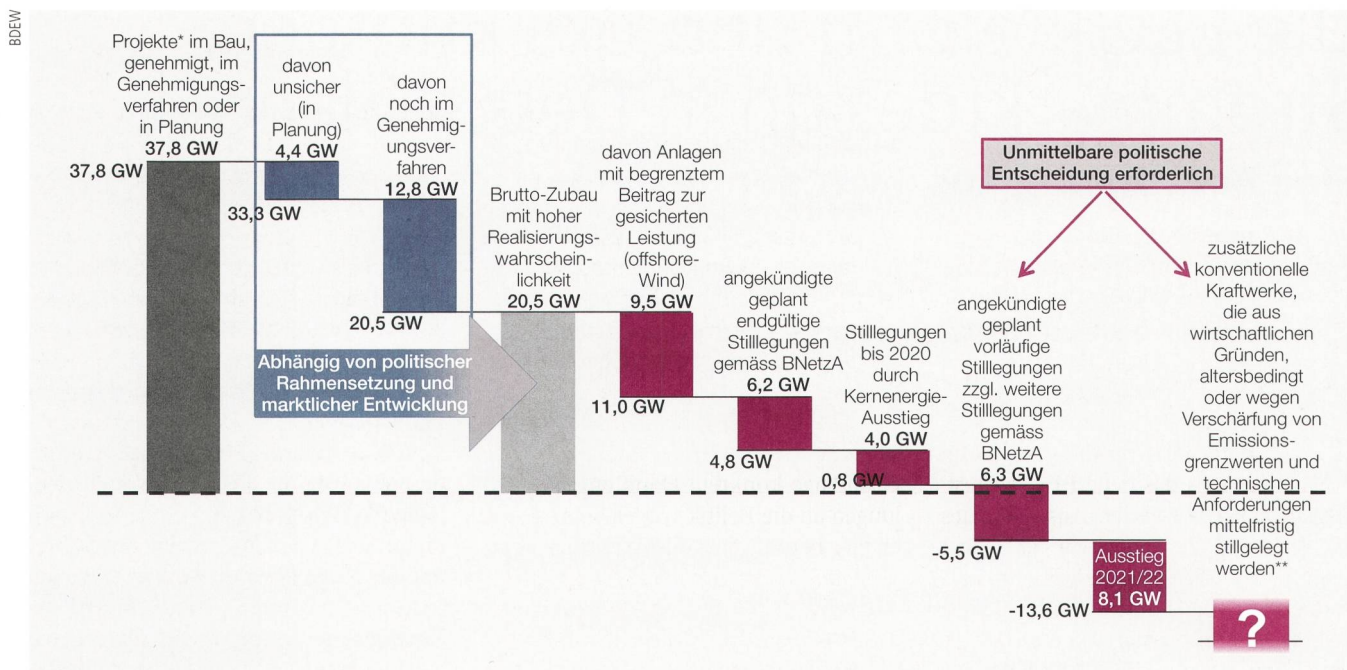 BDEW
Projekte* im Bau,
genehmigt, im
Genehmigungs-
verfahren oder
in Planung
37,8 GW
37,8 GW
davon
unsicher
(in
Planung)
4,4 GW
33,3 GW
davon
noch im
Genehmig-
ungsver-
fahren
12,8 GW
20,5 GW
Abhängig von politischer
Rahmensetzung und
marktlicher Entwicklung
Brutto-Zubau
mit hoher
Realisierungs-
wahrschein-
lichkeit
20,5 GW
davon Anlagen
mit begrenztem
Beitrag zur
gesicherten
Leistung
(offshore-
Wind)
9,5 GW
11,0 GW
angekündigte
geplant
endgültige
Stilllegungen
gemäss BNetzA
6,2 GW
4,8 GW
Stilllegungen
bis 2020
durch
Kernenergie-
Ausstieg
4,0 GW
0,8 GW
Unmittelbare politische
Entscheidung erforderlich
angekündigte
geplant
vorläufige
Stilllegungen
zzgl. weitere
Stilllegungen
gemäss
BNetzA
6,3 GW
-5,5 GW
Ausstieg
2021/22
8,1 GW
-13,6 GW
zusätzliche
konventionelle
Kraftwerke,
die aus
wirtschaftlichen
Gründen,
altersbedingt
oder wegen
Verschärfung von
Emissions-
grenzwerten und
technischen
Anforderungen
mittelfristig
stillgelegt
werden**
?